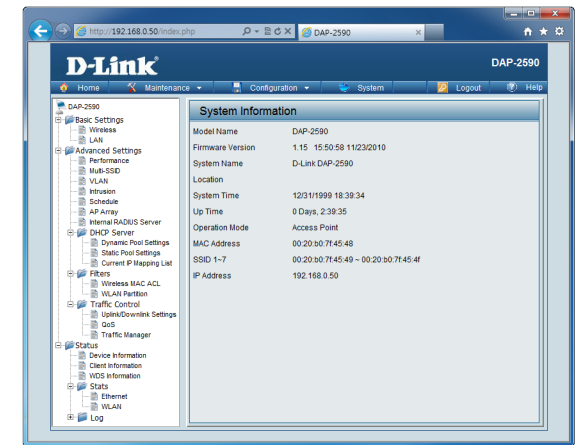 http://192.168.0.50/index.php
DAP-2590
D-Link
DAP-2590
Home
Maintenance
Configuration
System
Logout
Help
DAP-2590
Basic Settings
Wireless
LAN
Advanced Settings
Performance
Multi-SSID
VLAN
Intrusion
Schedule
AP Array
Internal RADIUS Server
DHCP Server
Dynamic Pool Settings
Static Pool Settings
Current IP Mapping List
Filters
Wireless MAC ACL
WLAN Partition
Traffic Control
Uplink/Downlink Settings
QoS
Traffic Manager
Status
Device Information
Client Information
WDS Information
Stats
Ethernet
WLAN
Log
System Information
Model Name DAP-2590
Firmware Version 1.15 15:50:58 11/23/2010
System Name D-Link DAP-2590
Location
System Time 12/31/1999 18:39:34
Up Time 0 Days, 2:39:35
Operation Mode Access Point
MAC Address 00:20:b0:7f:45:48
SSID 1~7 00:20:b0:7f:45:49 ~ 00:20:b0:7f:45:4f
IP Address 192.168.0.50